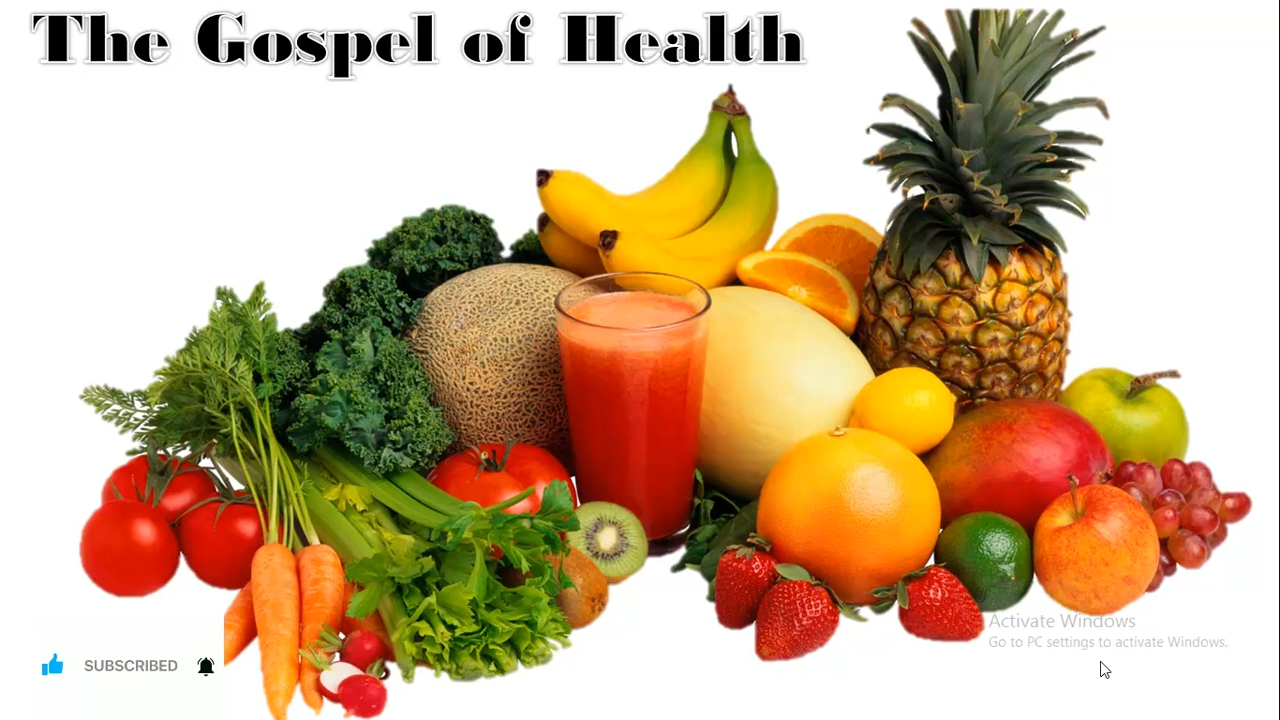 The Gospel of Health
Activate Windows
Go to PC settings to activate Windows.
SUBSCRIBED